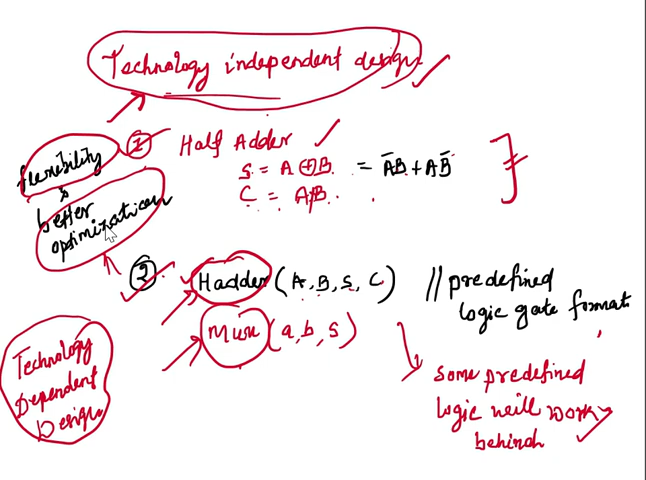 Technology independent design
flexibility
&
better
optimization
① Half Adder
S = A ⊕ B = A̅B + AB̅
C = A.B
② Hadder (A, B, S, C) // predefined
logic gate format
Mux (a, b, s)
Technology
Dependent
Design
some predefined
logic will work
behind